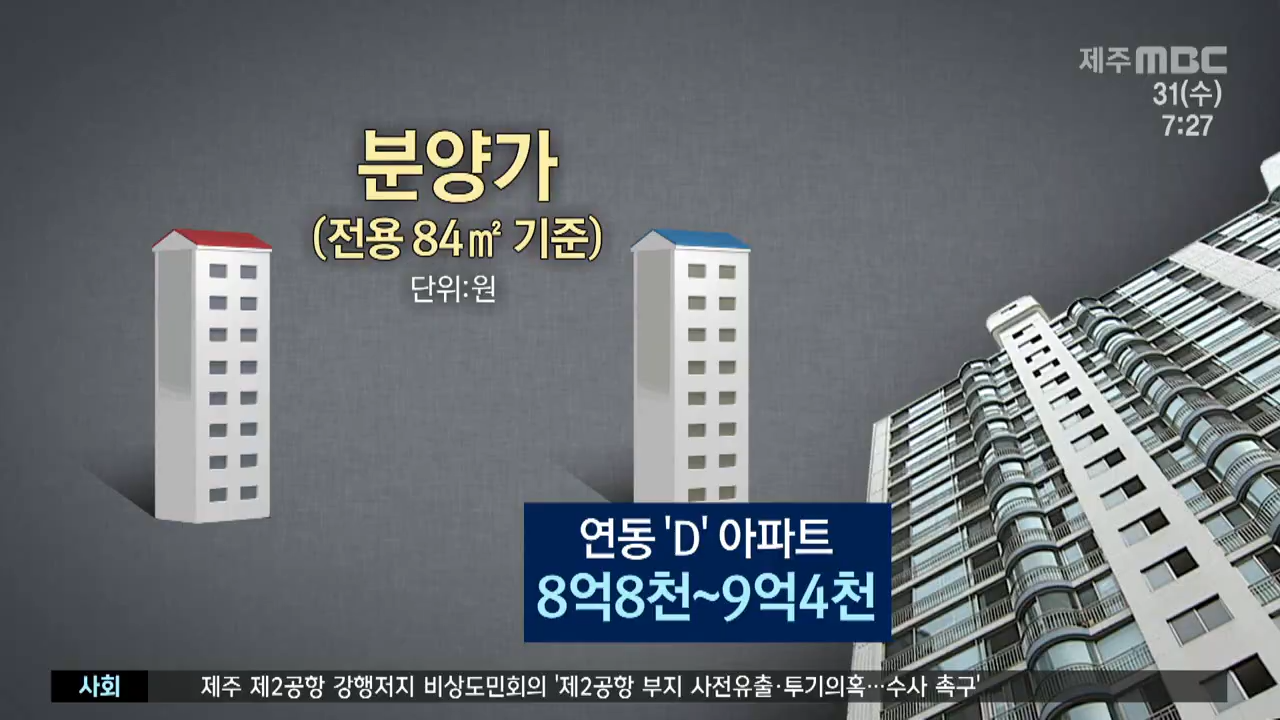 제주MBC
31(수)
7:27
분양가
(전용 84㎡ 기준)
단위:원
연동 'D' 아파트
8억8천~9억4천
사회 제주 제2공항 강행저지 비상도민회의 '제2공항 부지 사전유출·투기의혹…수사 촉구'